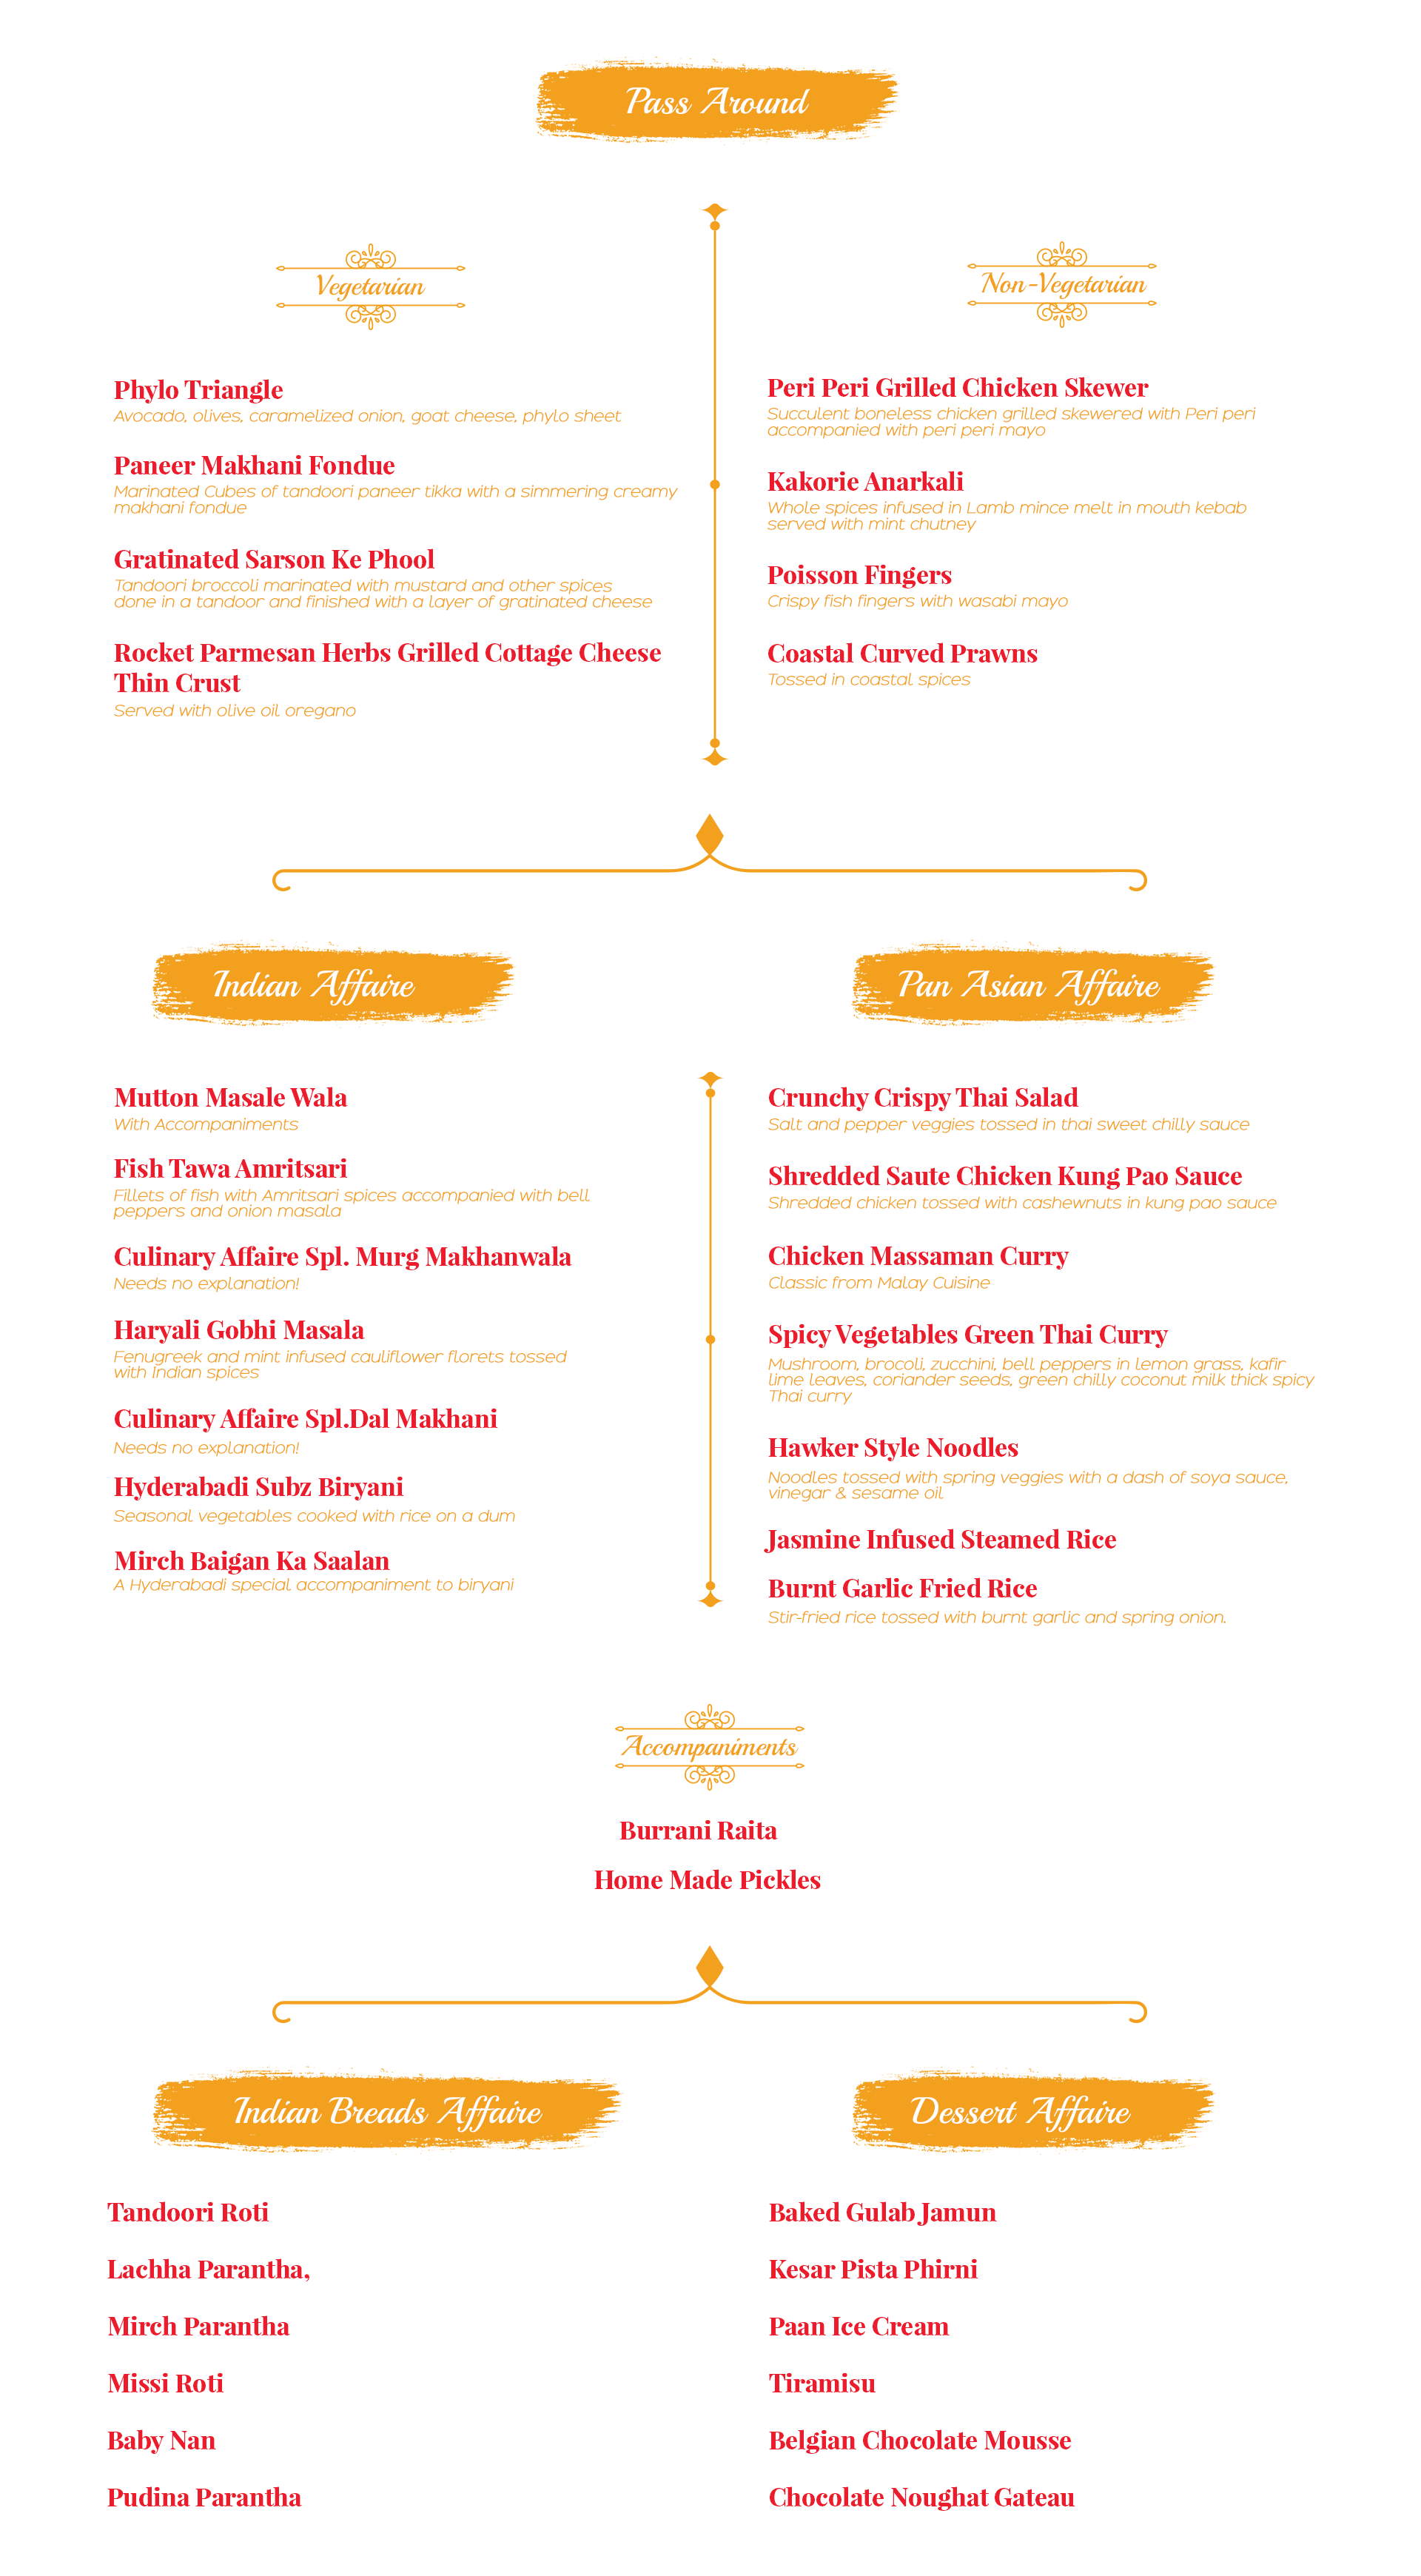 Pass Around
Vegetarian
Phylo Triangle
Avocado, olives, caramelized onion, goat cheese, phylo sheet
Paneer Makhani Fondue
Marinated Cubes of tandoori paneer tikka with a simmering creamy
makhani fondue
Gratinated Sarson Ke Phool
Tandoori broccoli marinated with mustard and other spices
done in a tandoor and finished with a layer of gratinated cheese
Rocket Parmesan Herbs Grilled Cottage Cheese
Thin Crust
Served with olive oil oregano
Non-Vegetarian
Peri Peri Grilled Chicken Skewer
Succulent boneless chicken grilled skewered with Peri peri
accompanied with peri peri mayo
Kakorie Anarkali
Whole spices infused in Lamb mince melt in mouth kebab
served with mint chutney
Poisson Fingers
Crispy fish fingers with wasabi mayo
Coastal Curved Prawns
Tossed in coastal spices
Indian Affaire
Mutton Masale Wala
With Accompaniments
Fish Tawa Amritsari
Fillets of fish with Amritsari spices accompanied with bell
peppers and onion masala
Culinary Affaire Spl. Murg Makhanwala
Needs no explanation!
Haryali Gobhi Masala
Fenugreek and mint infused cauliflower florets tossed
with Indian spices
Culinary Affaire Spl.Dal Makhani
Needs no explanation!
Hyderabadi Subz Biryani
Seasonal vegetables cooked with rice on a dum
Mirch Baigan Ka Saalan
A Hyderabadi special accompaniment to biryani
Pan Asian Affaire
Crunchy Crispy Thai Salad
Salt and pepper veggies tossed in thai sweet chilly sauce
Shredded Saute Chicken Kung Pao Sauce
Shredded chicken tossed with cashewnuts in kung pao sauce
Chicken Massaman Curry
Classic from Malay Cuisine
Spicy Vegetables Green Thai Curry
Mushroom, brocoli, zucchini, bell peppers in lemon grass, kafir
lime leaves, coriander seeds, green chilly coconut milk thick spicy
Thai curry
Hawker Style Noodles
Noodles tossed with spring veggies with a dash of soya sauce,
vinegar & sesame oil
Jasmine Infused Steamed Rice
Burnt Garlic Fried Rice
Stir-fried rice tossed with burnt garlic and spring onion.
Accompaniments
Burrani Raita
Home Made Pickles
Indian Breads Affaire
Tandoori Roti
Lachha Parantha,
Mirch Parantha
Missi Roti
Baby Nan
Pudina Parantha
Dessert Affaire
Baked Gulab Jamun
Kesar Pista Phirni
Paan Ice Cream
Tiramisu
Belgian Chocolate Mousse
Chocolate Noughat Gateau